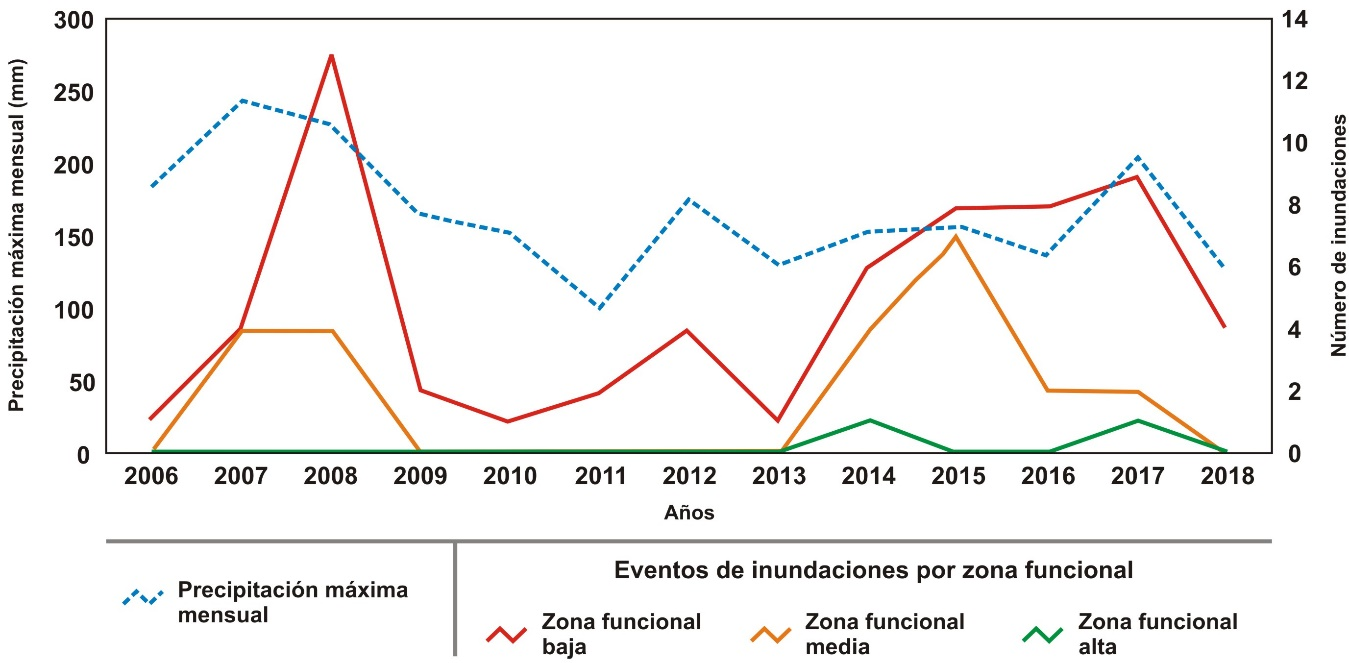 Precipitación máxima mensual (mm)
300
250
200
150
100
50
0
14
12
10
8
6
4
2
0
Número de inundaciones
2006 2007 2008 2009 2010 2011 2012 2013 2014 2015 2016 2017 2018
Años
Precipitación máxima
mensual
Eventos de inundaciones por zona funcional
Zona funcional
baja
Zona funcional
media
Zona funcional
alta